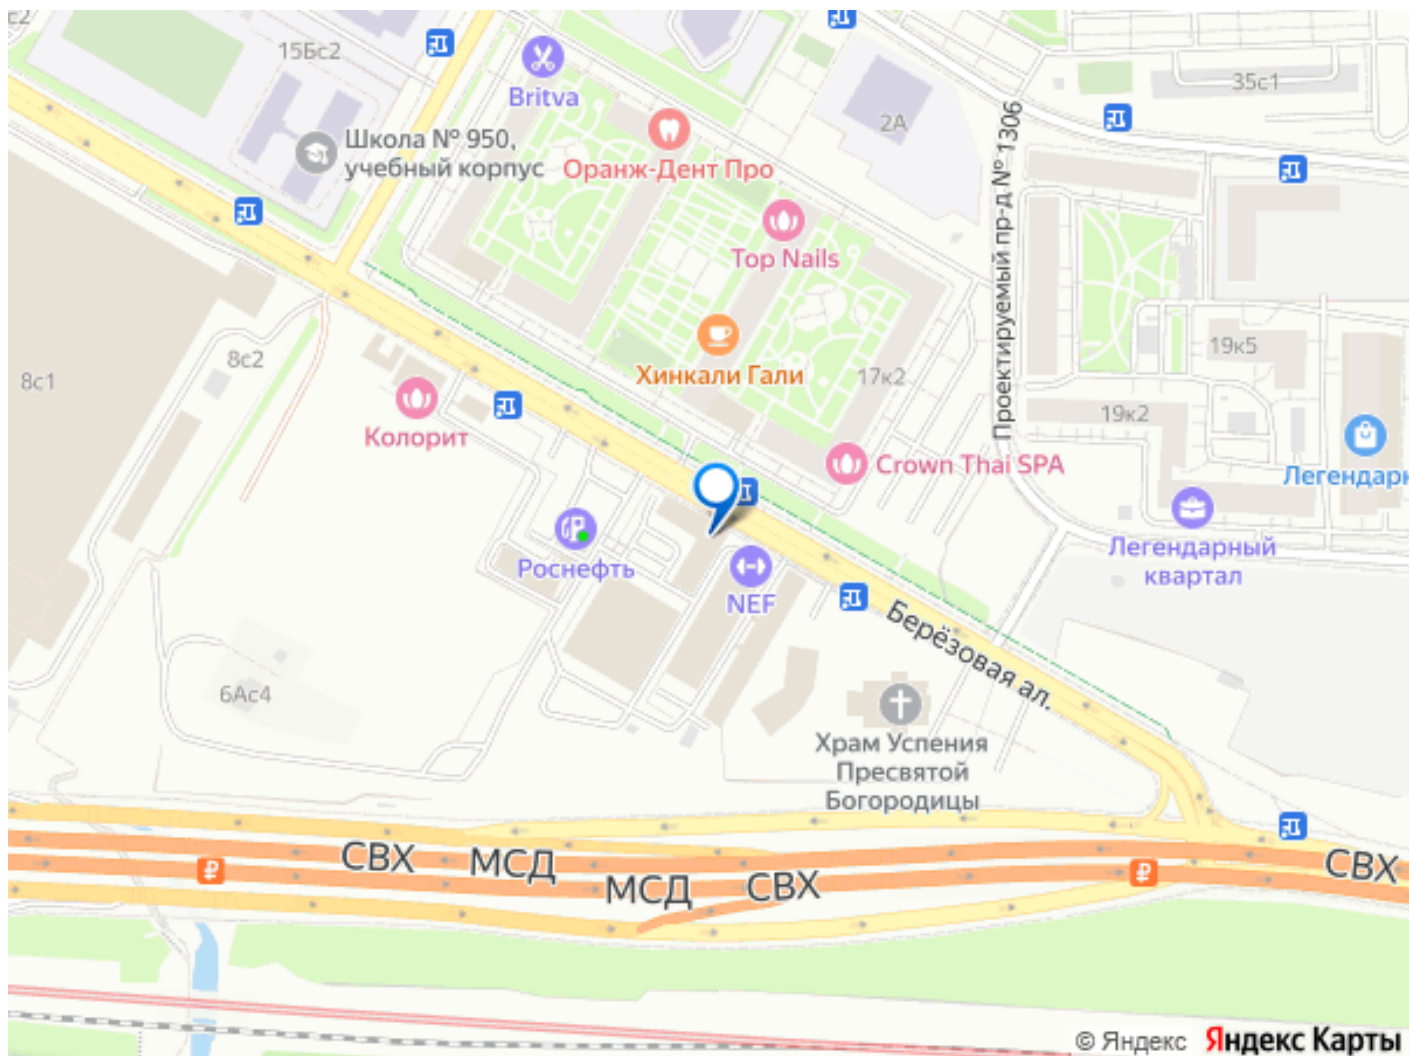 15Бс2
Britva
35с1
2А
Школа № 950,
учебный корпус
Оранж-Дент Про
Проектируемый пр-д № 1306
Top Nails
8с2
8с1
Хинкали Гали
17к2
19к5
19к2
Колорит
Crown Thai SPA
Легендарн
Роснефть
NEF
Легендарный
квартал
Берёзовая ал.
6Ас4
Храм Успения
Пресвятой
Богородицы
СВХ
МСД
МСД
СВХ
СВХ
© Яндекс
Яндекс Карты